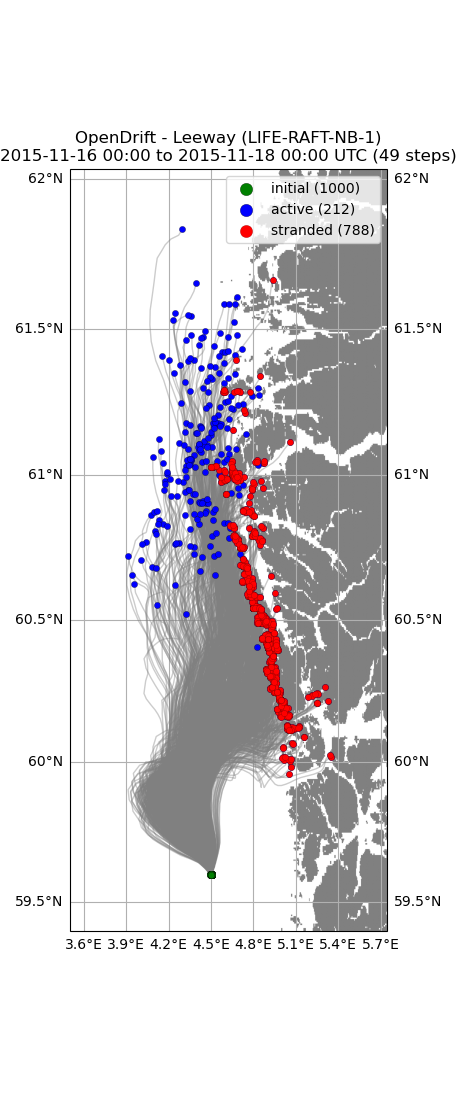 OpenDrift - Leeway (LIFE-RAFT-NB-1)
2015-11-16 00:00 to 2015-11-18 00:00 UTC (49 steps)
62°N 62°N
initial (1000)
active (212)
stranded (788)
61.5°N 61.5°N
61°N 61°N
60.5°N 60.5°N
60°N 60°N
59.5°N 59.5°N
3.6°E 3.9°E 4.2°E 4.5°E 4.8°E 5.1°E 5.4°E 5.7°E